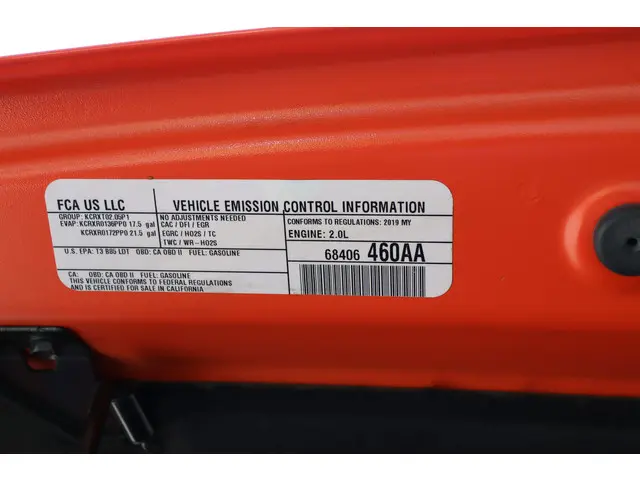 FCA US LLC
VEHICLE EMISSION CONTROL INFORMATION
GROUP: KCRXT02.05P1
EVAP: KCRXR0136PP0 17.5 gal
KCRXR0172PP0 21.5 gal
NO ADJUSTMENTS NEEDED
CAC / DFI / EGR
EGRC / HO2S / TC
TWC / WR-HO2S
CONFORMS TO REGULATIONS: 2019 MY
ENGINE: 2.0L
U.S. EPA: T3 B85 LDT OBD: CA OBD II FUEL: GASOLINE
68406 460AA
CA: OBD: CA OBD II FUEL: GASOLINE
THIS VEHICLE CONFORMS TO FEDERAL REGULATIONS
AND IS CERTIFIED FOR SALE IN CALIFORNIA